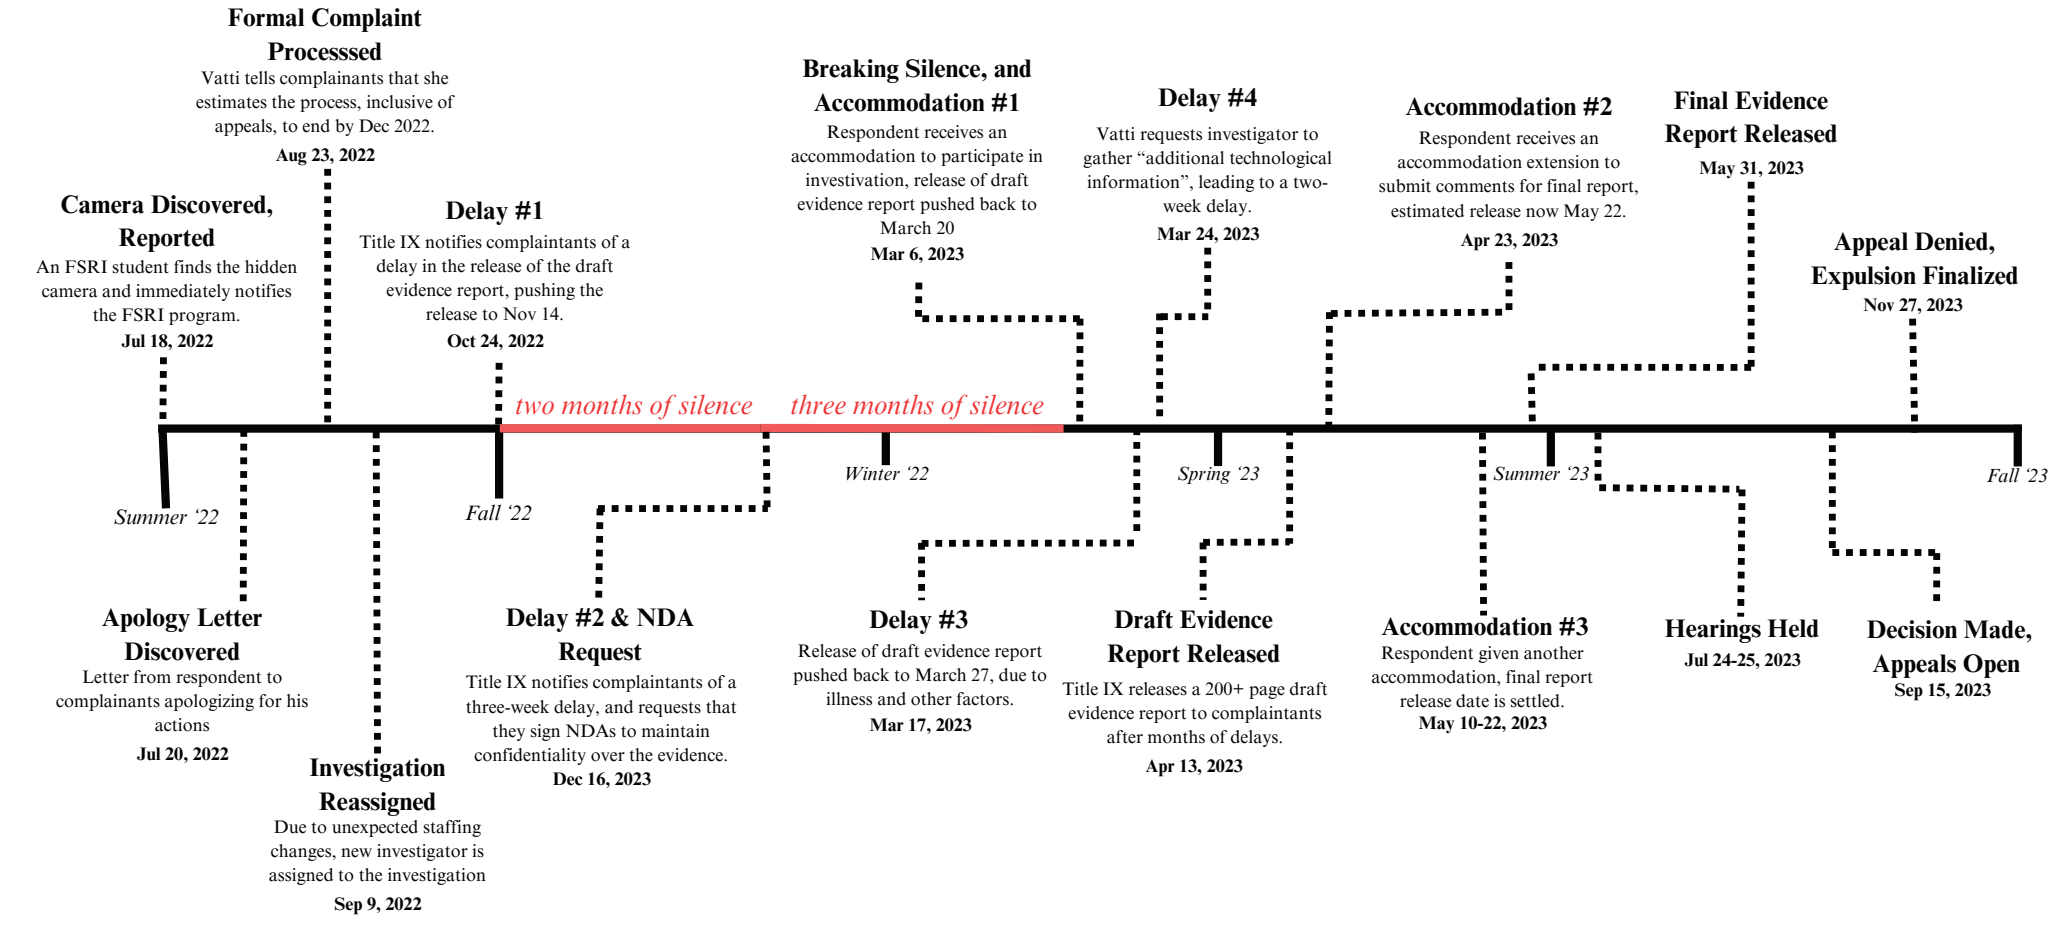 Formal Complaint
Processsed
Vatti tells complainants that she
estimates the process, inclusive of
appeals, to end by Dec 2022.
Aug 23, 2022
Camera Discovered,
Reported
An FSRI student finds the hidden
camera and immediately notifies
the FSRI program.
Jul 18, 2022
Delay #1
Title IX notifies complaintants of a
delay in the release of the draft
evidence report, pushing the
release to Nov 14.
Oct 24, 2022
Breaking Silence, and
Accommodation #1
Respondent receives an
accommodation to participate in
investivation, release of draft
evidence report pushed back to
March 20
Mar 6, 2023
Delay #4
Vatti requests investigator to
gather “additional technological
information”, leading to a two-
week delay.
Mar 24, 2023
Accommodation #2
Respondent receives an
accommodation extension to
submit comments for final report,
estimated release now May 22.
Apr 23, 2023
Final Evidence
Report Released
May 31, 2023
Appeal Denied,
Expulsion Finalized
Nov 27, 2023
two months of silence
three months of silence
Summer ‘22
Fall ‘22
Winter ‘22
Spring ‘23
Summer ‘23
Fall ‘23
Apology Letter
Discovered
Letter from respondent to
complainants apologizing for his
actions
Jul 20, 2022
Investigation
Reassigned
Due to unexpected staffing
changes, new investigator is
assigned to the investigation
Sep 9, 2022
Delay #2 & NDA
Request
Title IX notifies complaintants of a
three-week delay, and requests that
they sign NDAs to maintain
confidentiality over the evidence.
Dec 16, 2023
Delay #3
Release of draft evidence report
pushed back to March 27, due to
illness and other factors.
Mar 17, 2023
Draft Evidence
Report Released
Title IX releases a 200+ page draft
evidence report to complaintants
after months of delays.
Apr 13, 2023
Accommodation #3
Respondent given another
accommodation, final report
release date is settled.
May 10-22, 2023
Hearings Held
Jul 24-25, 2023
Decision Made,
Appeals Open
Sep 15, 2023